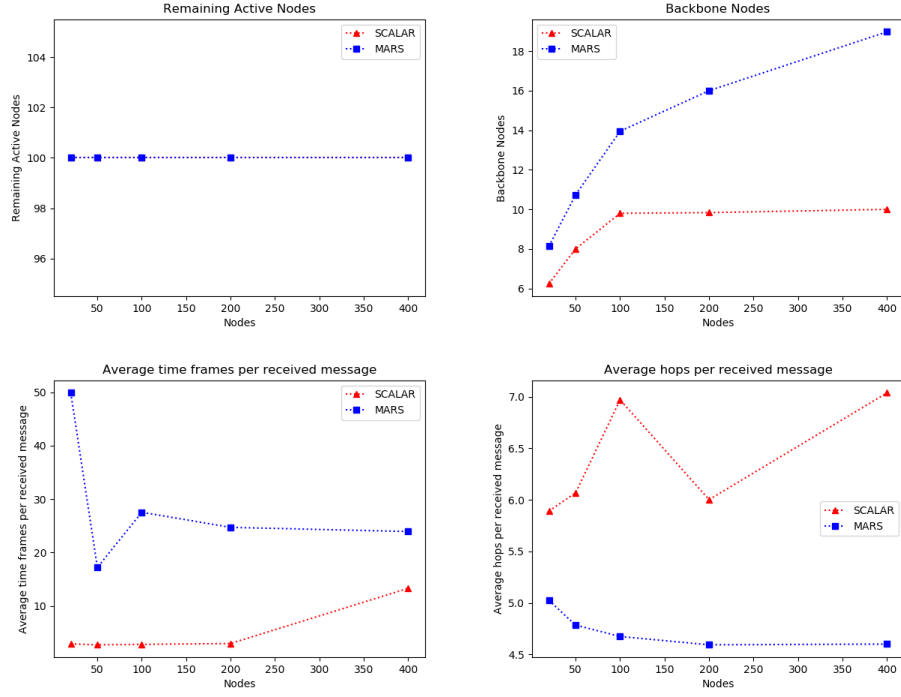 Remaining Active Nodes
SCALAR
MARS
104
102
100
98
96
Remaining Active Nodes
50 100 150 200 250 300 350 400
Nodes
Backbone Nodes
SCALAR
MARS
18
16
14
12
10
8
6
Backbone Nodes
50 100 150 200 250 300 350 400
Nodes
Average time frames per received message
SCALAR
MARS
50
40
30
20
10
Average time frames per received message
50 100 150 200 250 300 350 400
Nodes
Average hops per received message
7.0
6.5
6.0
5.5
5.0
4.5
Average hops per received message
SCALAR
MARS
50 100 150 200 250 300 350 400
Nodes